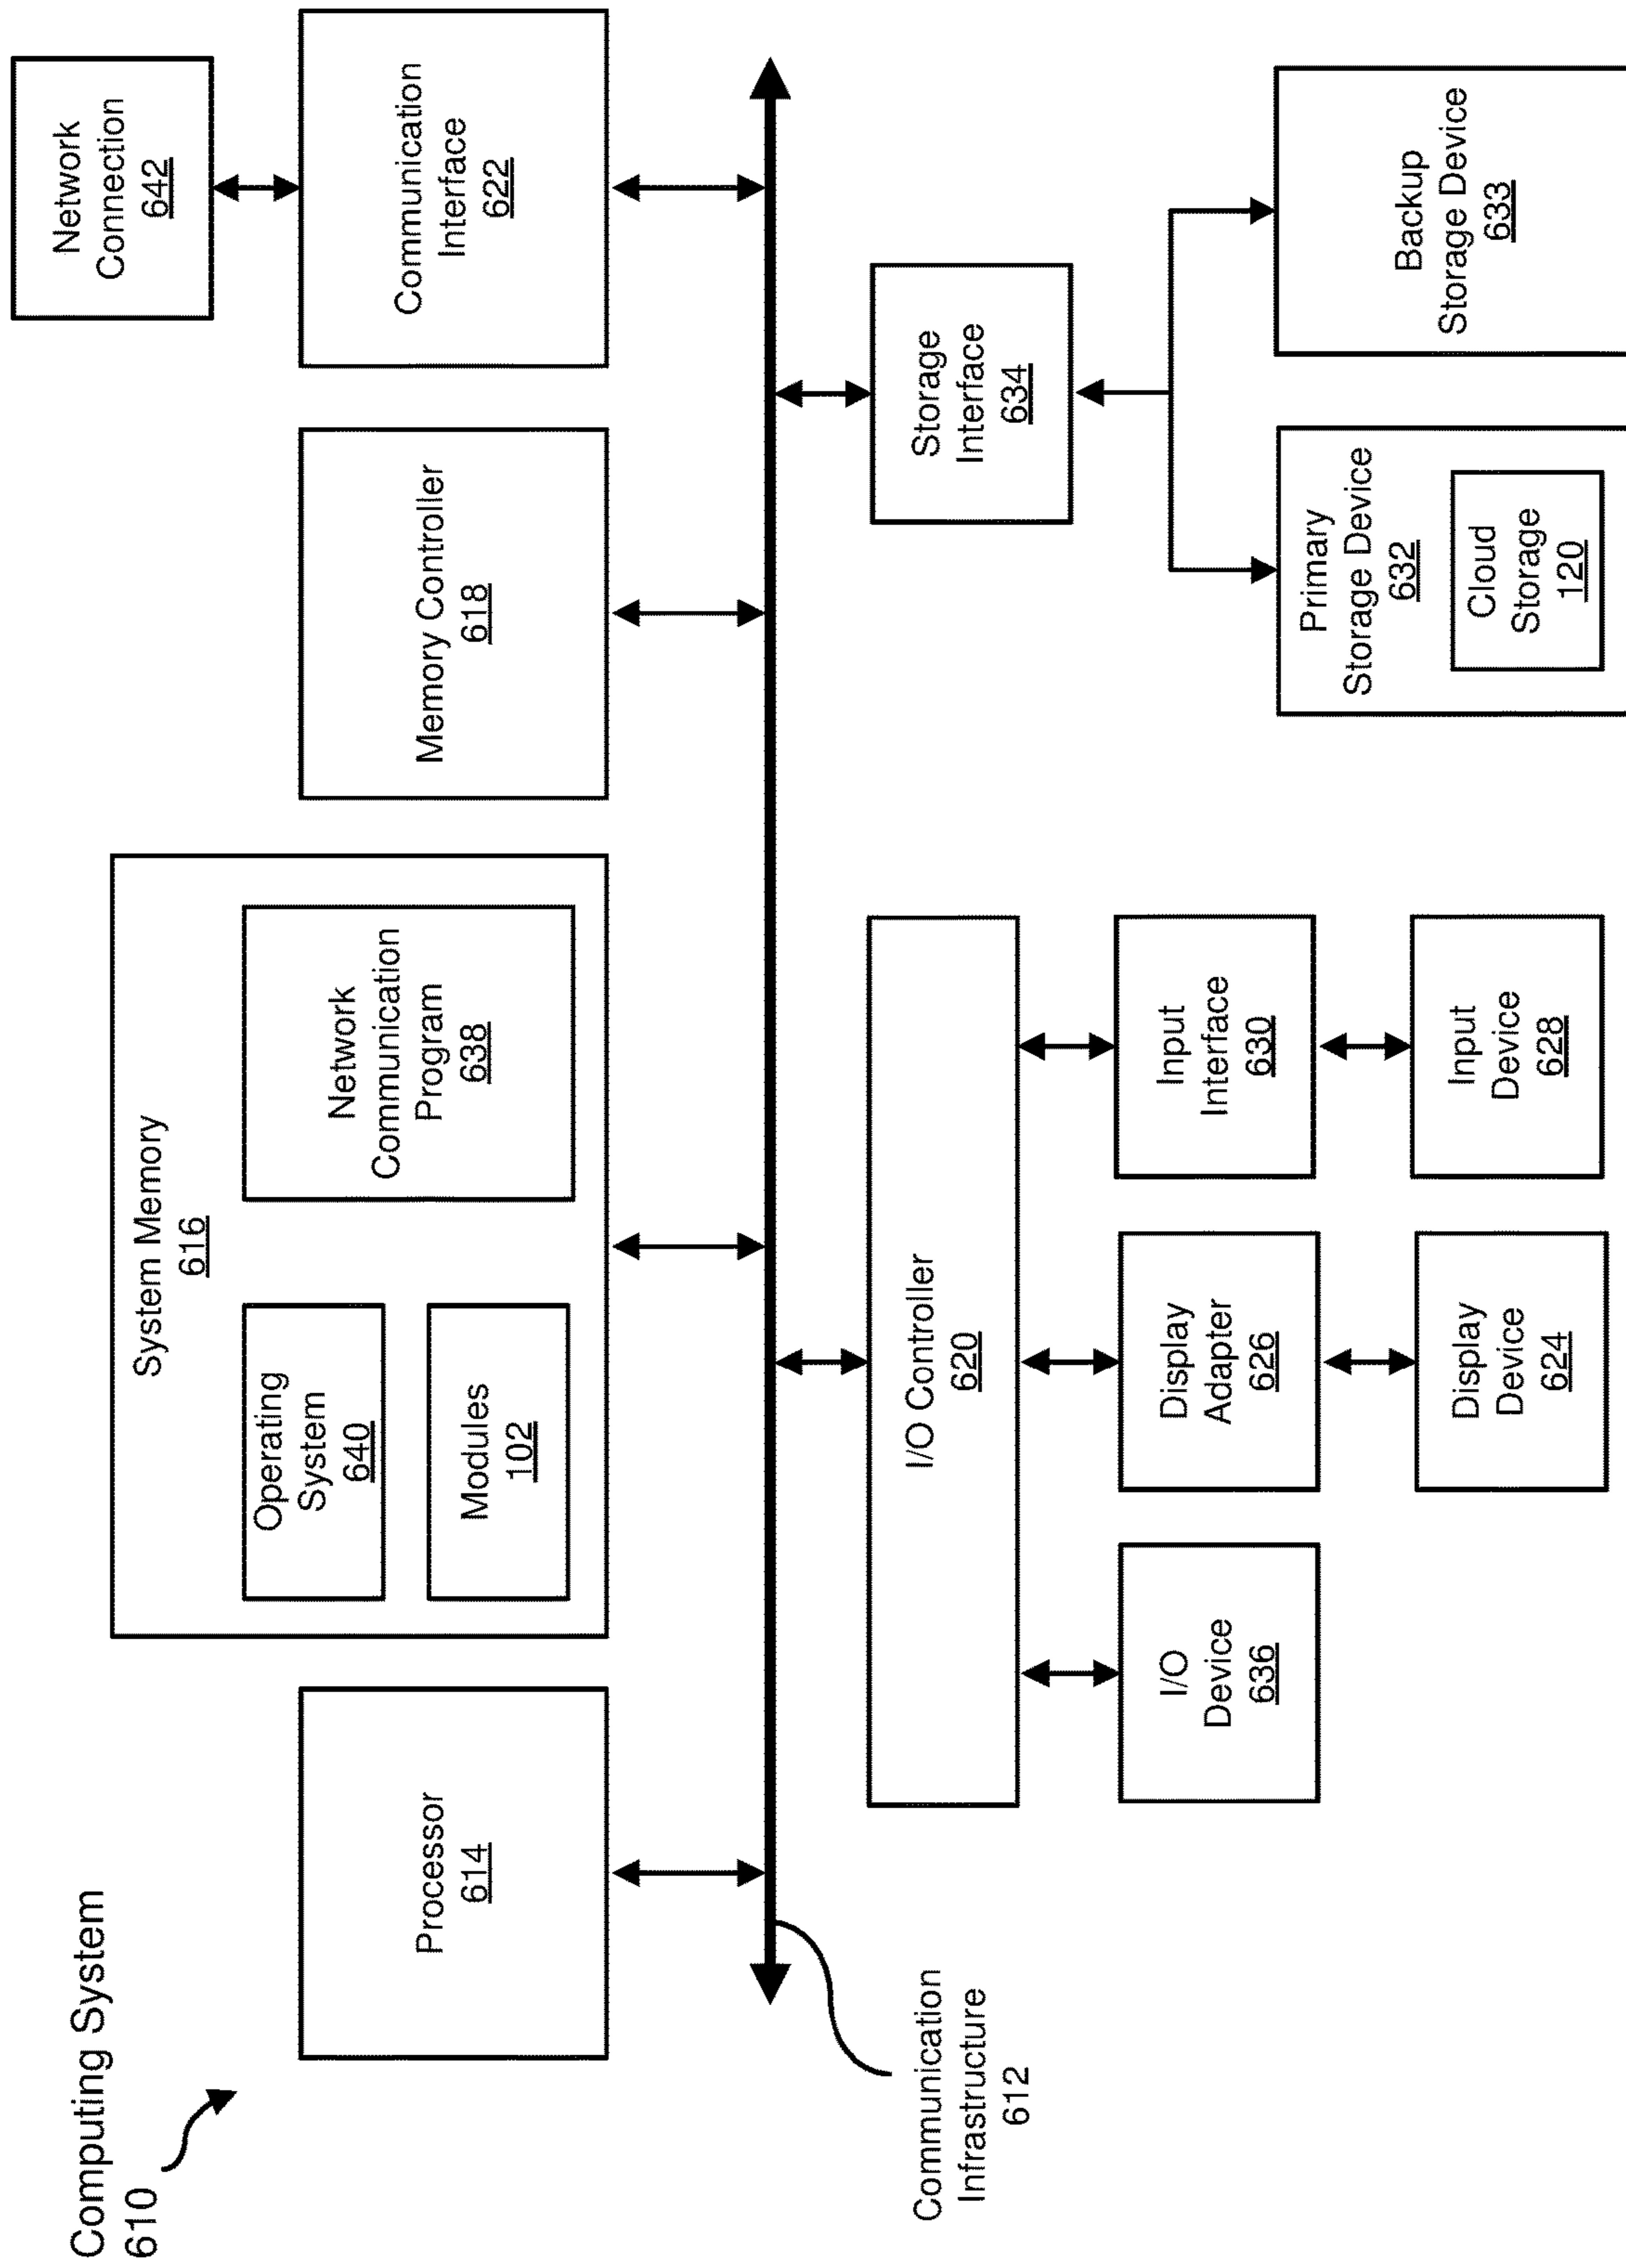 Computing System
610
Processor
614
System Memory
616
Operating
System
640
Modules
102
Network
Communication
Program
638
Memory Controller
618
Communication
Interface
622
Network
Connection
642
Communication
Infrastructure
612
I/O Controller
620
I/O
Device
636
Display
Adapter
626
Display
Device
624
Input
Interface
630
Input
Device
628
Storage
Interface
634
Primary
Storage Device
632
Cloud
Storage
120
Backup
Storage Device
633